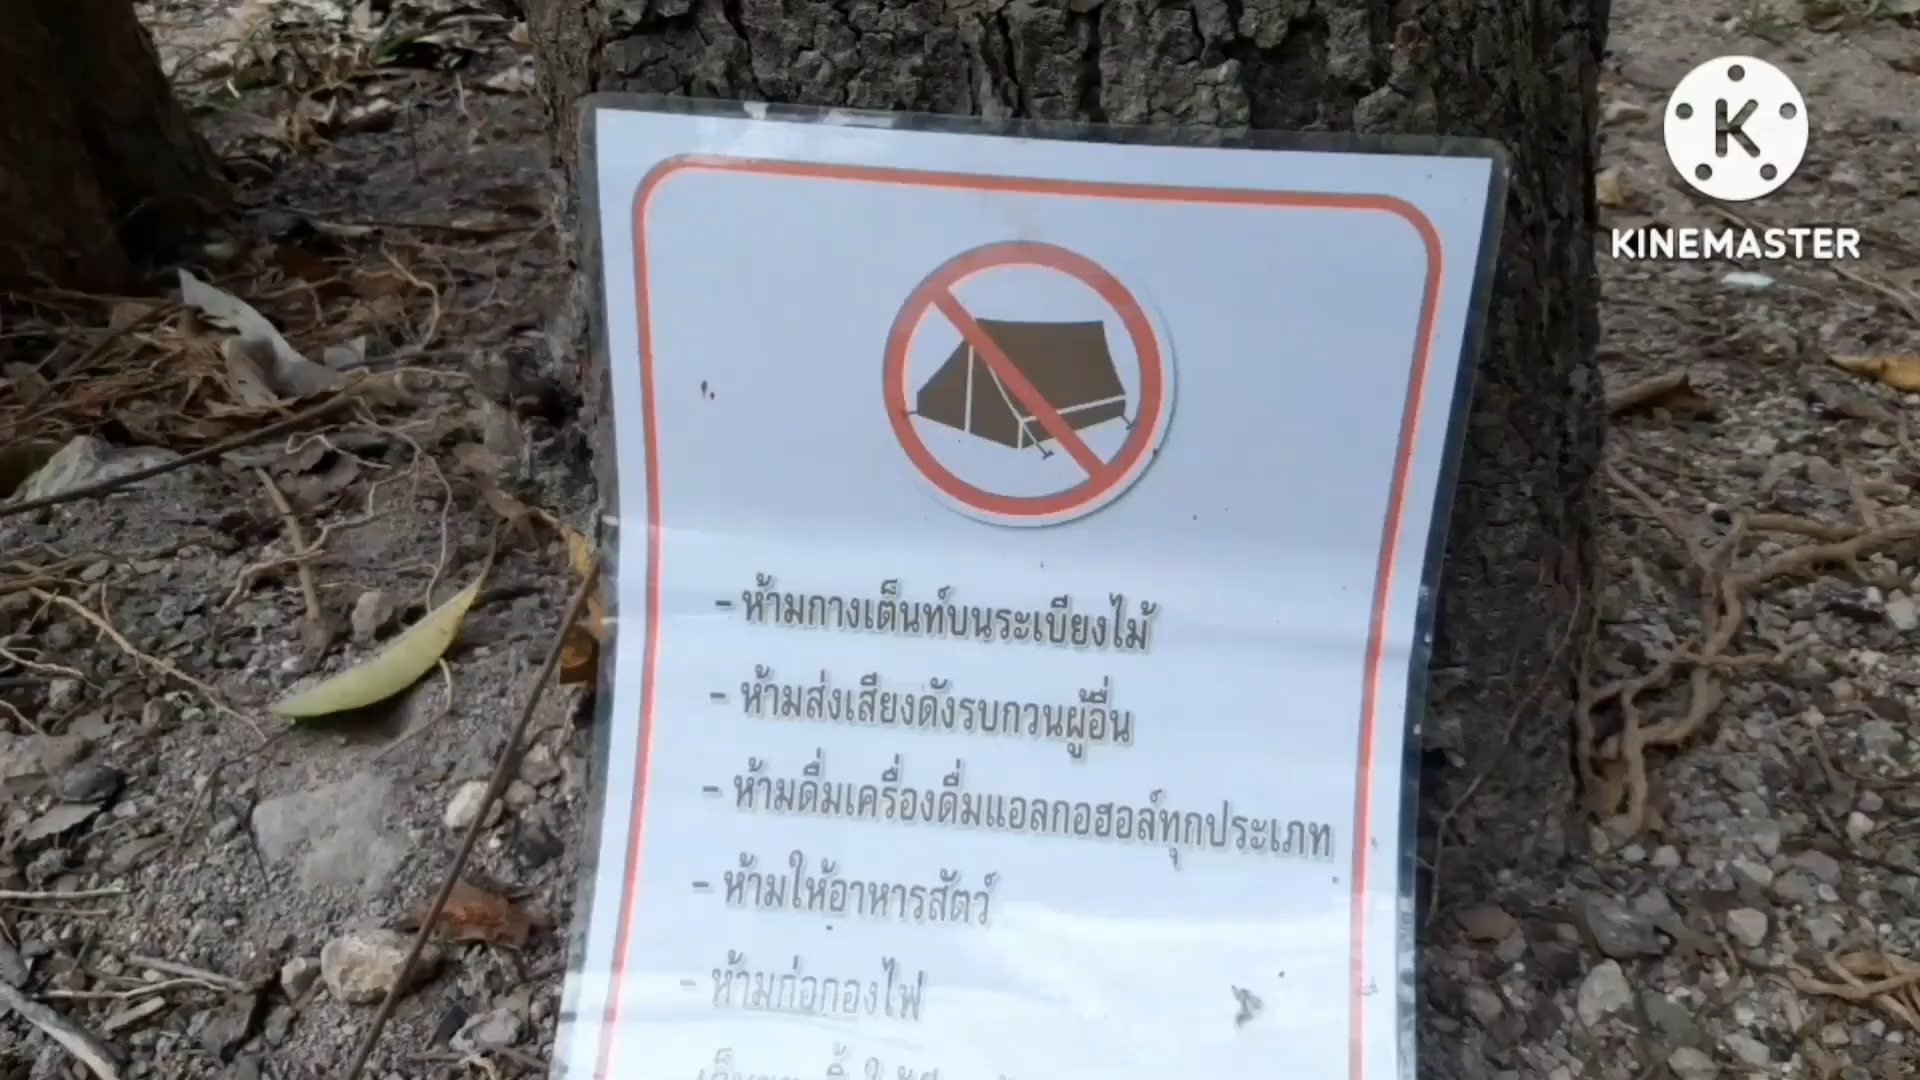 KINEMASTER
- ห้ามกางเต็นท์บนระเบียงไม้
- ห้ามส่งเสียงดังรบกวนผู้อื่น
- ห้ามดื่มเครื่องดื่มแอลกอฮอล์ทุกประเภท
- ห้ามให้อาหารสัตว์
- ห้ามก่อกองไฟ